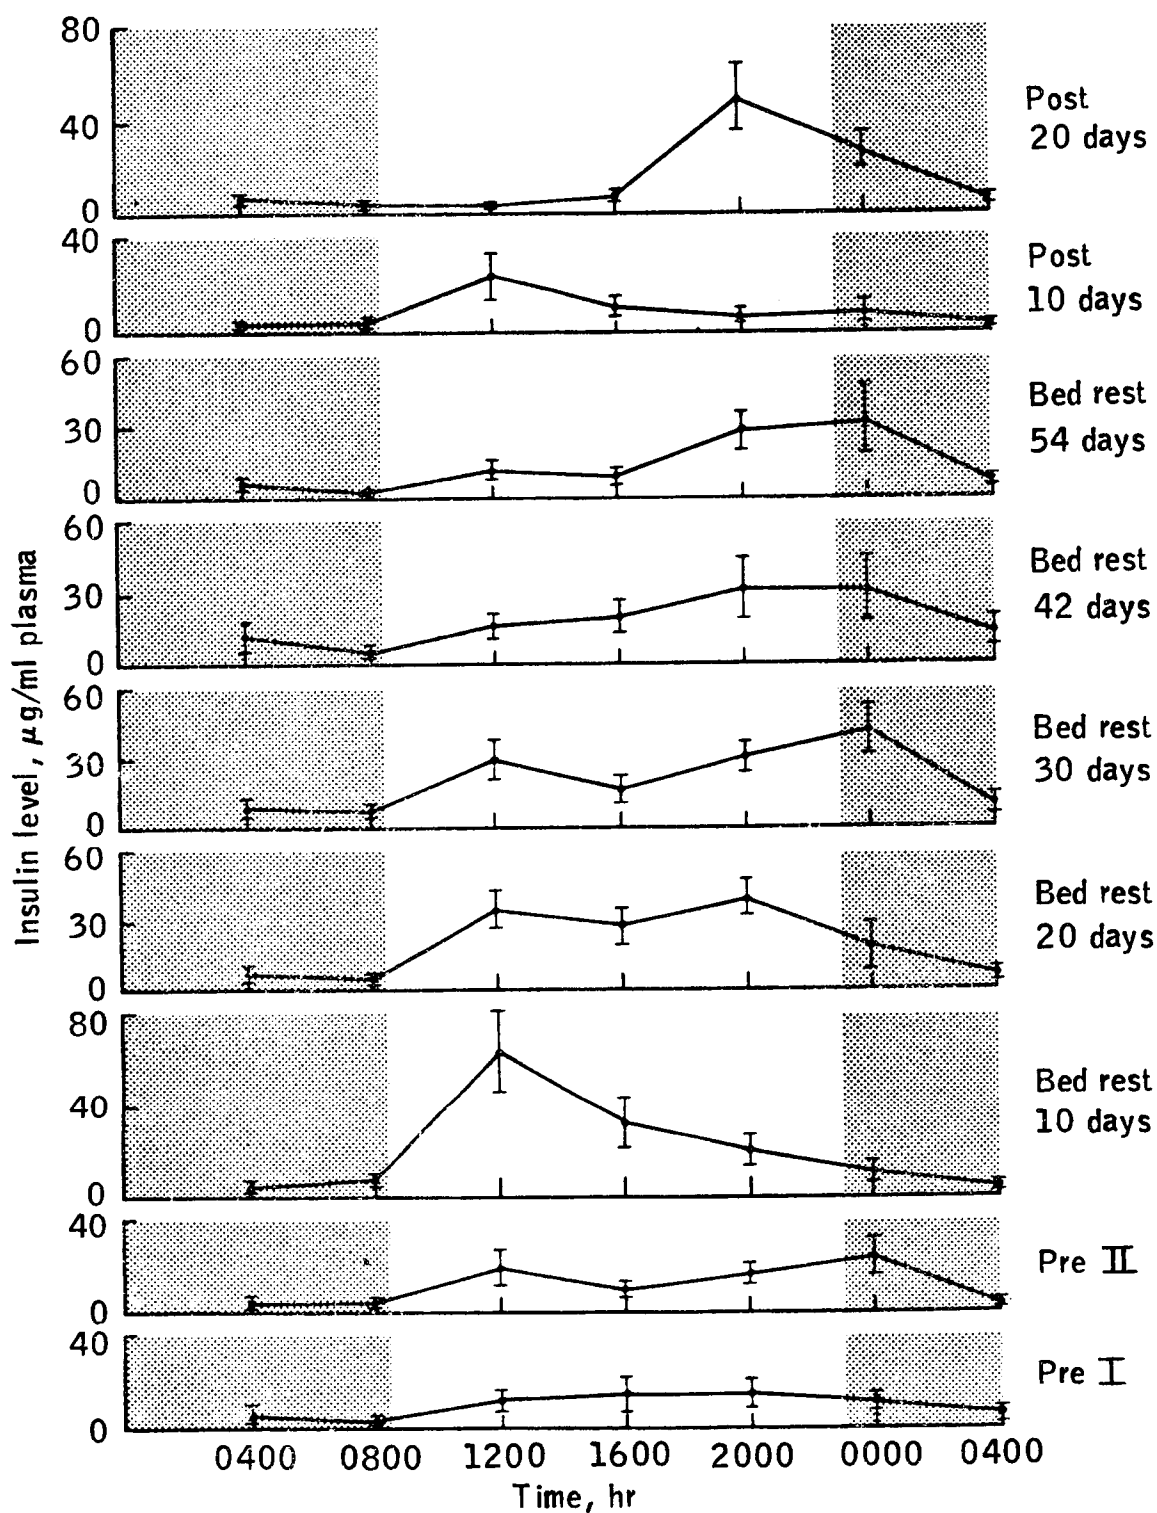 80
40
0
Post
20 days
40
0
Post
10 days
60
30
0
Bed rest
54 days
60
30
0
Bed rest
42 days
60
30
0
Bed rest
30 days
60
30
0
Bed rest
20 days
80
40
0
Bed rest
10 days
40
0
Pre II
40
0
Pre I
Insulin level, μg/ml plasma
0400 0800 1200 1600 2000 0000 0400
Time, hr